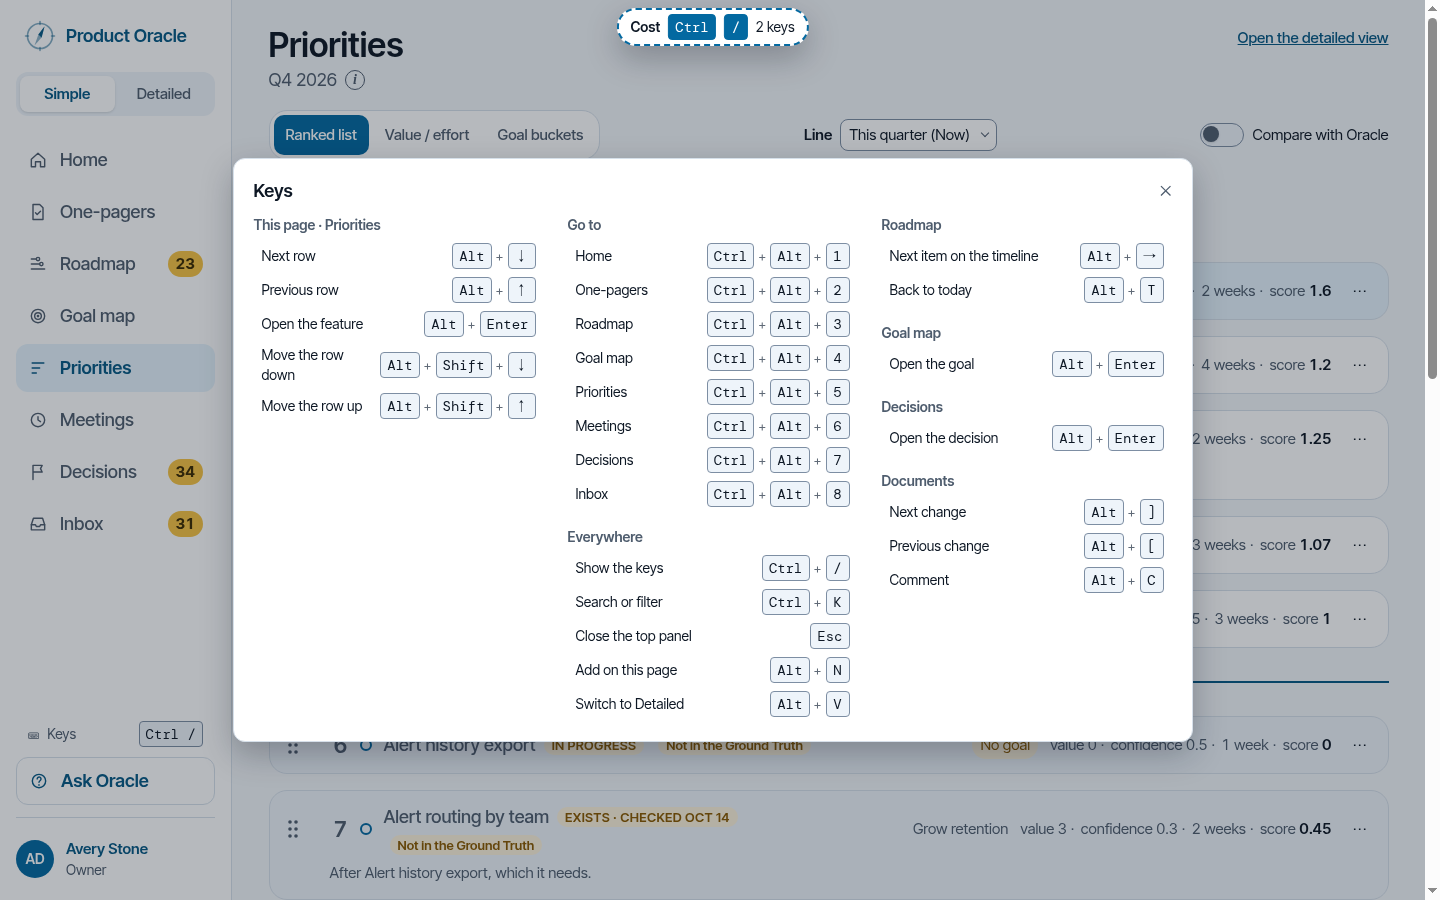 Product Oracle
Simple
Detailed
Home
One-pagers
Roadmap 23
Goal map
Priorities
Meetings
Decisions 34
Inbox 31
Keys Ctrl /
Ask Oracle
AD
Avery Stone
Owner
Cost Ctrl / 2 keys
Priorities
Q4 2026 i
Open the detailed view
Ranked list
Value / effort
Goal buckets
Line This quarter (Now)
Compare with Oracle
Keys
This page · Priorities
Next row Alt + ↓
Previous row Alt + ↑
Open the feature Alt + Enter
Move the row
down Alt + Shift + ↓
Move the row up Alt + Shift + ↑
Go to
Home Ctrl + Alt + 1
One-pagers Ctrl + Alt + 2
Roadmap Ctrl + Alt + 3
Goal map Ctrl + Alt + 4
Priorities Ctrl + Alt + 5
Meetings Ctrl + Alt + 6
Decisions Ctrl + Alt + 7
Inbox Ctrl + Alt + 8
Everywhere
Show the keys Ctrl + /
Search or filter Ctrl + K
Close the top panel Esc
Add on this page Alt + N
Switch to Detailed Alt + V
Roadmap
Next item on the timeline Alt + →
Back to today Alt + T
Goal map
Open the goal Alt + Enter
Decisions
Open the decision Alt + Enter
Documents
Next change Alt + ]
Previous change Alt + [
Comment Alt + C
· 2 weeks · score 1.6 ···
· 4 weeks · score 1.2 ···
2 weeks · score 1.25 ···
3 weeks · score 1.07 ···
5 · 3 weeks · score 1 ···
6 Alert history export IN PROGRESS Not in the Ground Truth No goal value 0 · confidence 0.5 · 1 week · score 0 ···
7 Alert routing by team EXISTS · CHECKED OCT 14
Not in the Ground Truth
Grow retention value 3 · confidence 0.3 · 2 weeks · score 0.45 ···
After Alert history export, which it needs.